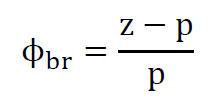 ϕbr = (z − p) / p